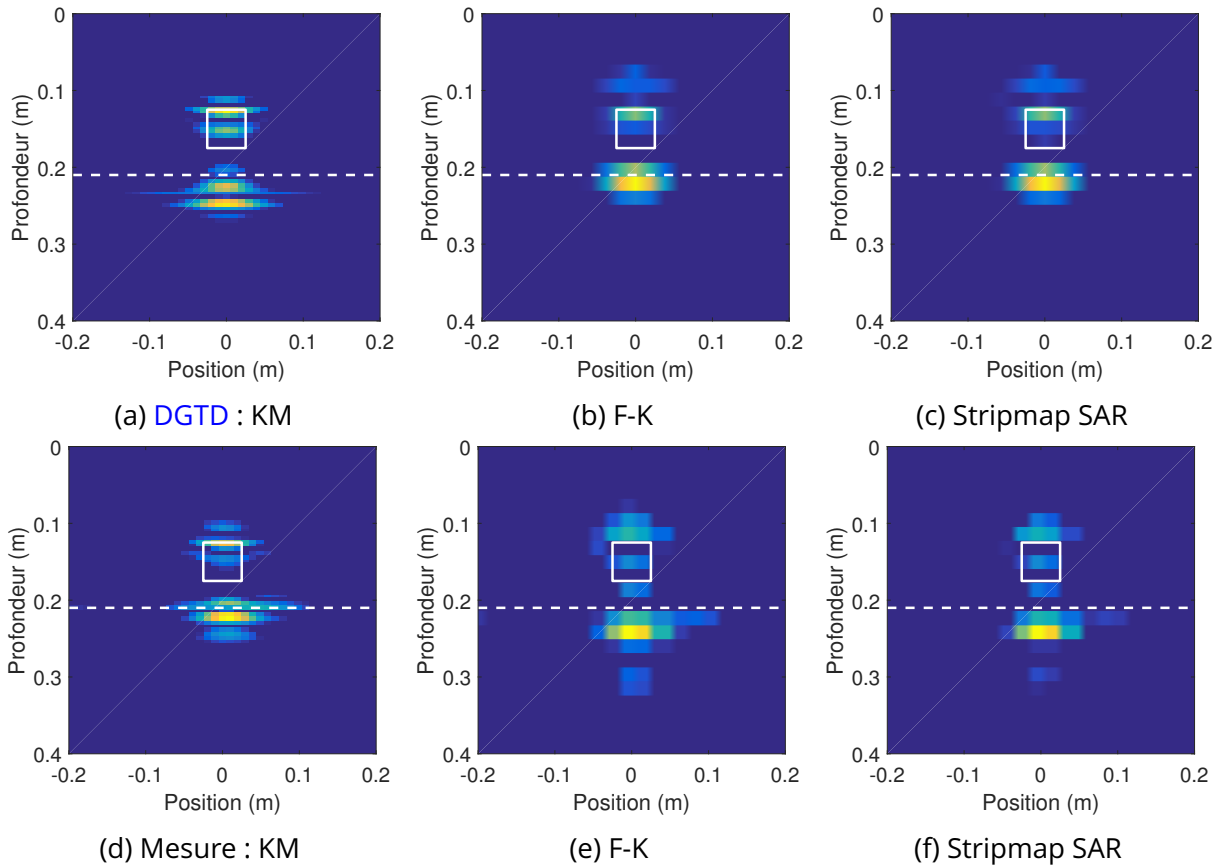 0
0.1
0.2
0.3
0.4
-0.2 -0.1 0 0.1 0.2
Profondeur (m)
Position (m)
(a) DGTD : KM
0
0.1
0.2
0.3
0.4
-0.2 -0.1 0 0.1 0.2
Profondeur (m)
Position (m)
(b) F-K
0
0.1
0.2
0.3
0.4
-0.2 -0.1 0 0.1 0.2
Profondeur (m)
Position (m)
(c) Stripmap SAR
0
0.1
0.2
0.3
0.4
-0.2 -0.1 0 0.1 0.2
Profondeur (m)
Position (m)
(d) Mesure : KM
0
0.1
0.2
0.3
0.4
-0.2 -0.1 0 0.1 0.2
Profondeur (m)
Position (m)
(e) F-K
0
0.1
0.2
0.3
0.4
-0.2 -0.1 0 0.1 0.2
Profondeur (m)
Position (m)
(f) Stripmap SAR